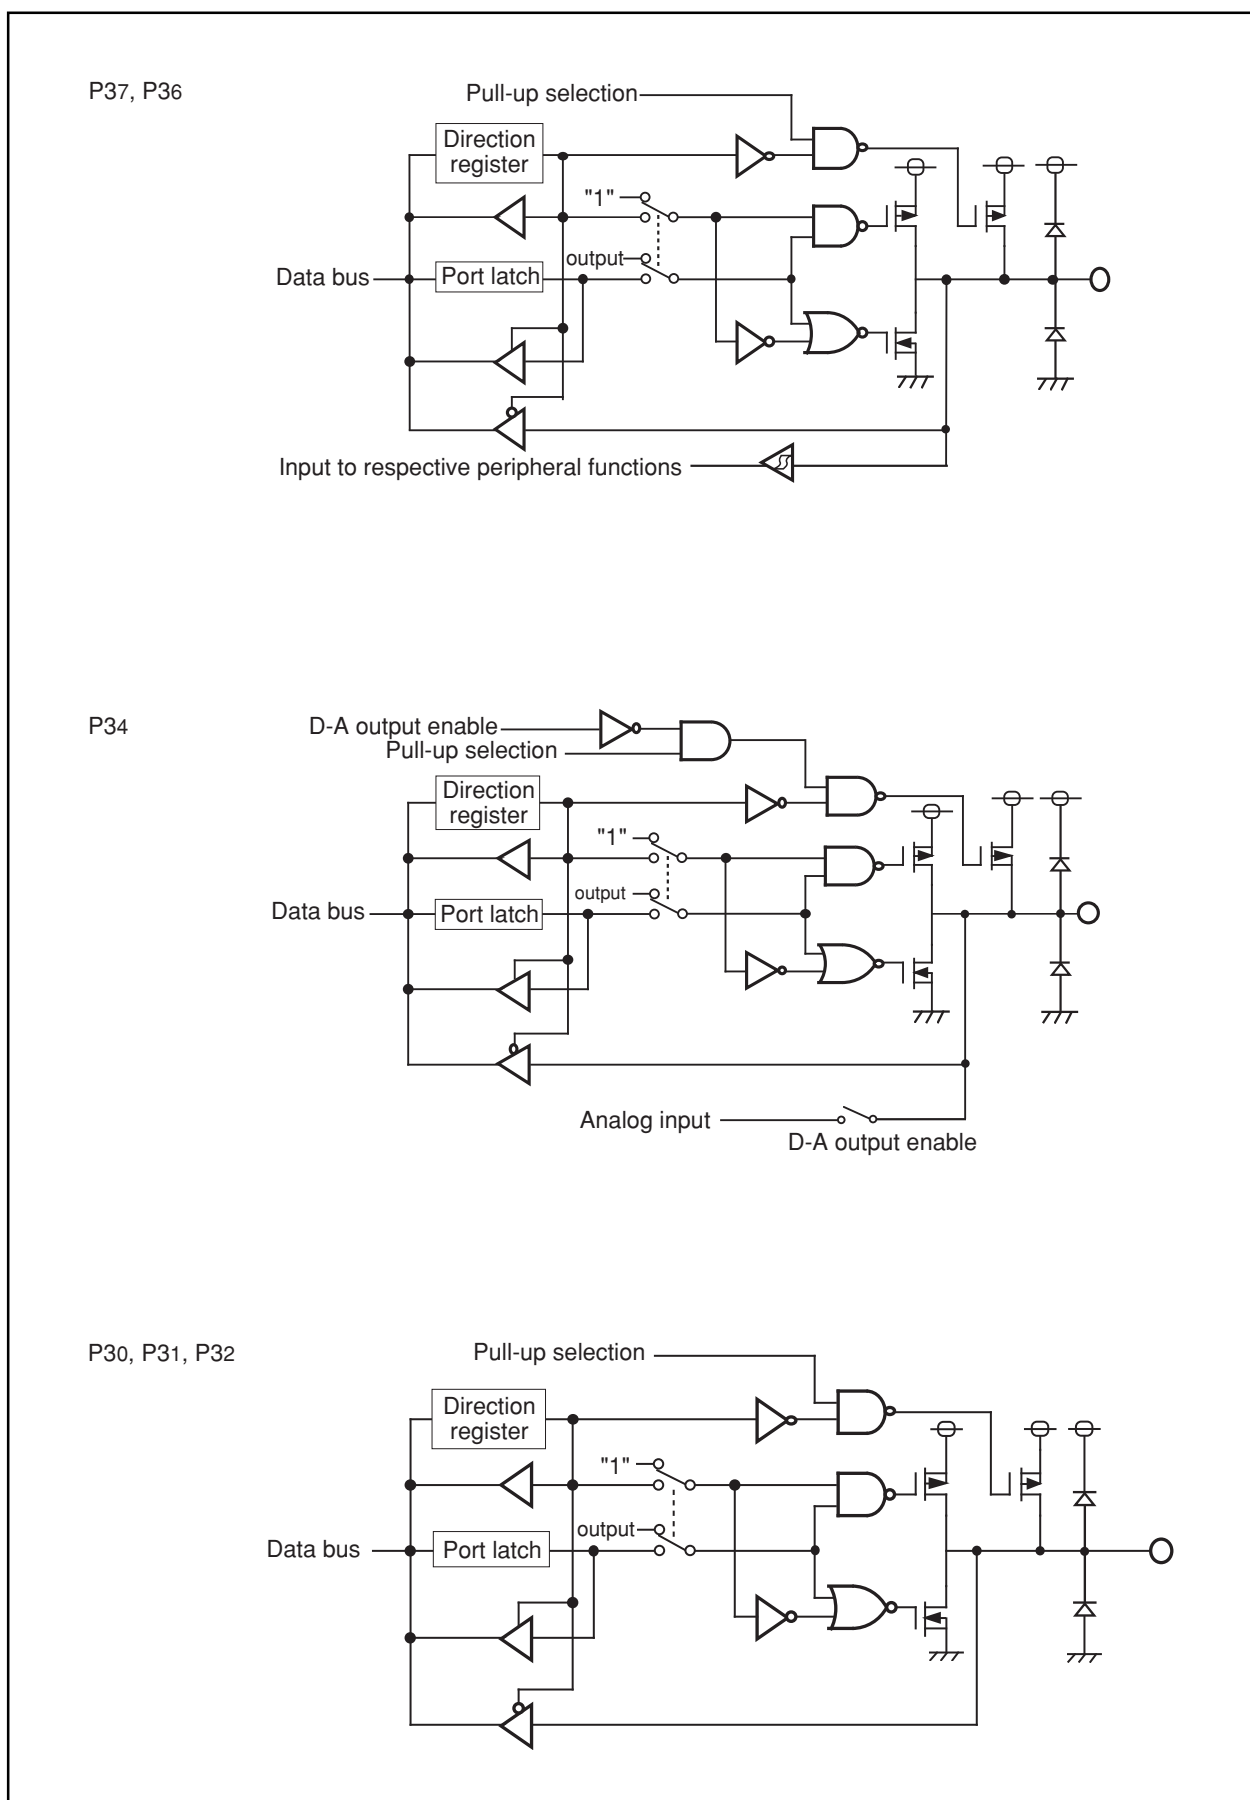 P37, P36
Pull-up selection
Direction
register
"1"
output
Data bus
Port latch
Input to respective peripheral functions
P34
D-A output enable
Pull-up selection
Direction
register
"1"
output
Data bus
Port latch
Analog input
D-A output enable
P30, P31, P32
Pull-up selection
Direction
register
"1"
output
Data bus
Port latch